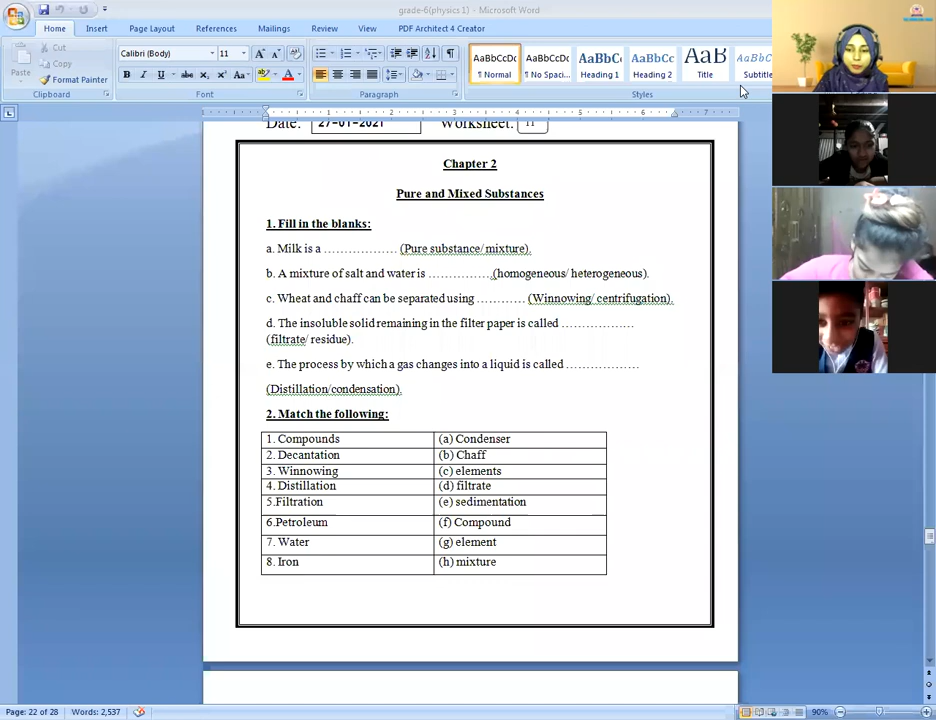 grade-6(physics 1) - Microsoft Word
Home Insert Page Layout References Mailings Review View PDF Architect 4 Creator
Cut
Copy
Paste
Format Painter
Calibri (Body) 11
B I U abc x₂ x² Aa
AaBbCcDc AaBbCcDc AaBbC AaBbCc AaB AaBbC
¶ Normal ¶ No Spaci... Heading 1 Heading 2 Title Subtitle
Clipboard Font Paragraph Styles
Date: 27-01-2021 Worksheet: 11
Chapter 2
Pure and Mixed Substances
1. Fill in the blanks:
a. Milk is a ……………… (Pure substance/ mixture).
b. A mixture of salt and water is ……………(homogeneous/ heterogeneous).
c. Wheat and chaff can be separated using ………… (Winnowing/ centrifugation).
d. The insoluble solid remaining in the filter paper is called ………………
(filtrate/ residue).
e. The process by which a gas changes into a liquid is called ………………
(Distillation/condensation).
2. Match the following:
1. Compounds (a) Condenser
2. Decantation (b) Chaff
3. Winnowing (c) elements
4. Distillation (d) filtrate
5.Filtration (e) sedimentation
6.Petroleum (f) Compound
7. Water (g) element
8. Iron (h) mixture
Page: 22 of 28 Words: 2,537 90%